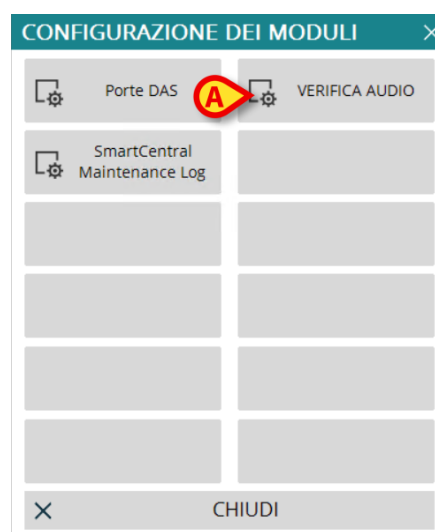 CONFIGURAZIONE DEI MODULI
Porte DAS
A
VERIFICA AUDIO
SmartCentral
Maintenance Log
CHIUDI